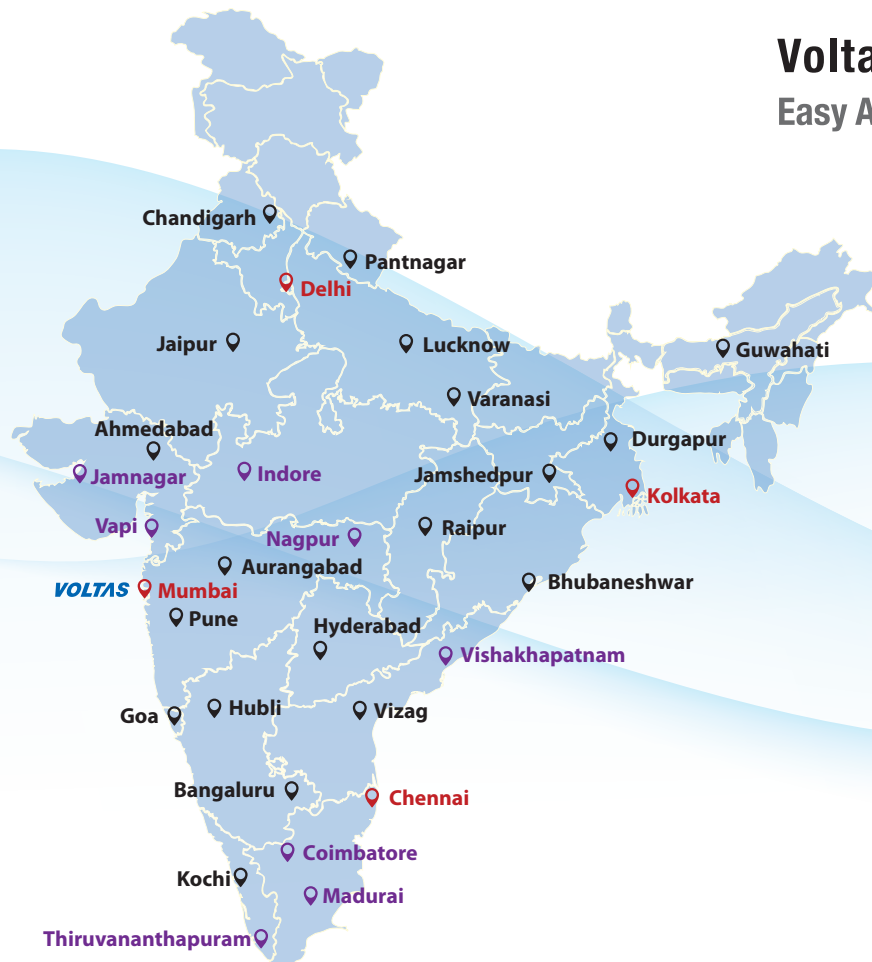 Volta
Easy A
Chandigarh
Pantnagar
Delhi
Jaipur
Lucknow
Guwahati
Varanasi
Ahmedabad
Durgapur
Jamnagar
Indore
Jamshedpur
Kolkata
Vapi
Nagpur
Raipur
Aurangabad
Bhubaneshwar
VOLTAS
Mumbai
Pune
Hyderabad
Vishakhapatnam
Goa
Hubli
Vizag
Bangaluru
Chennai
Coimbatore
Kochi
Madurai
Thiruvananthapuram